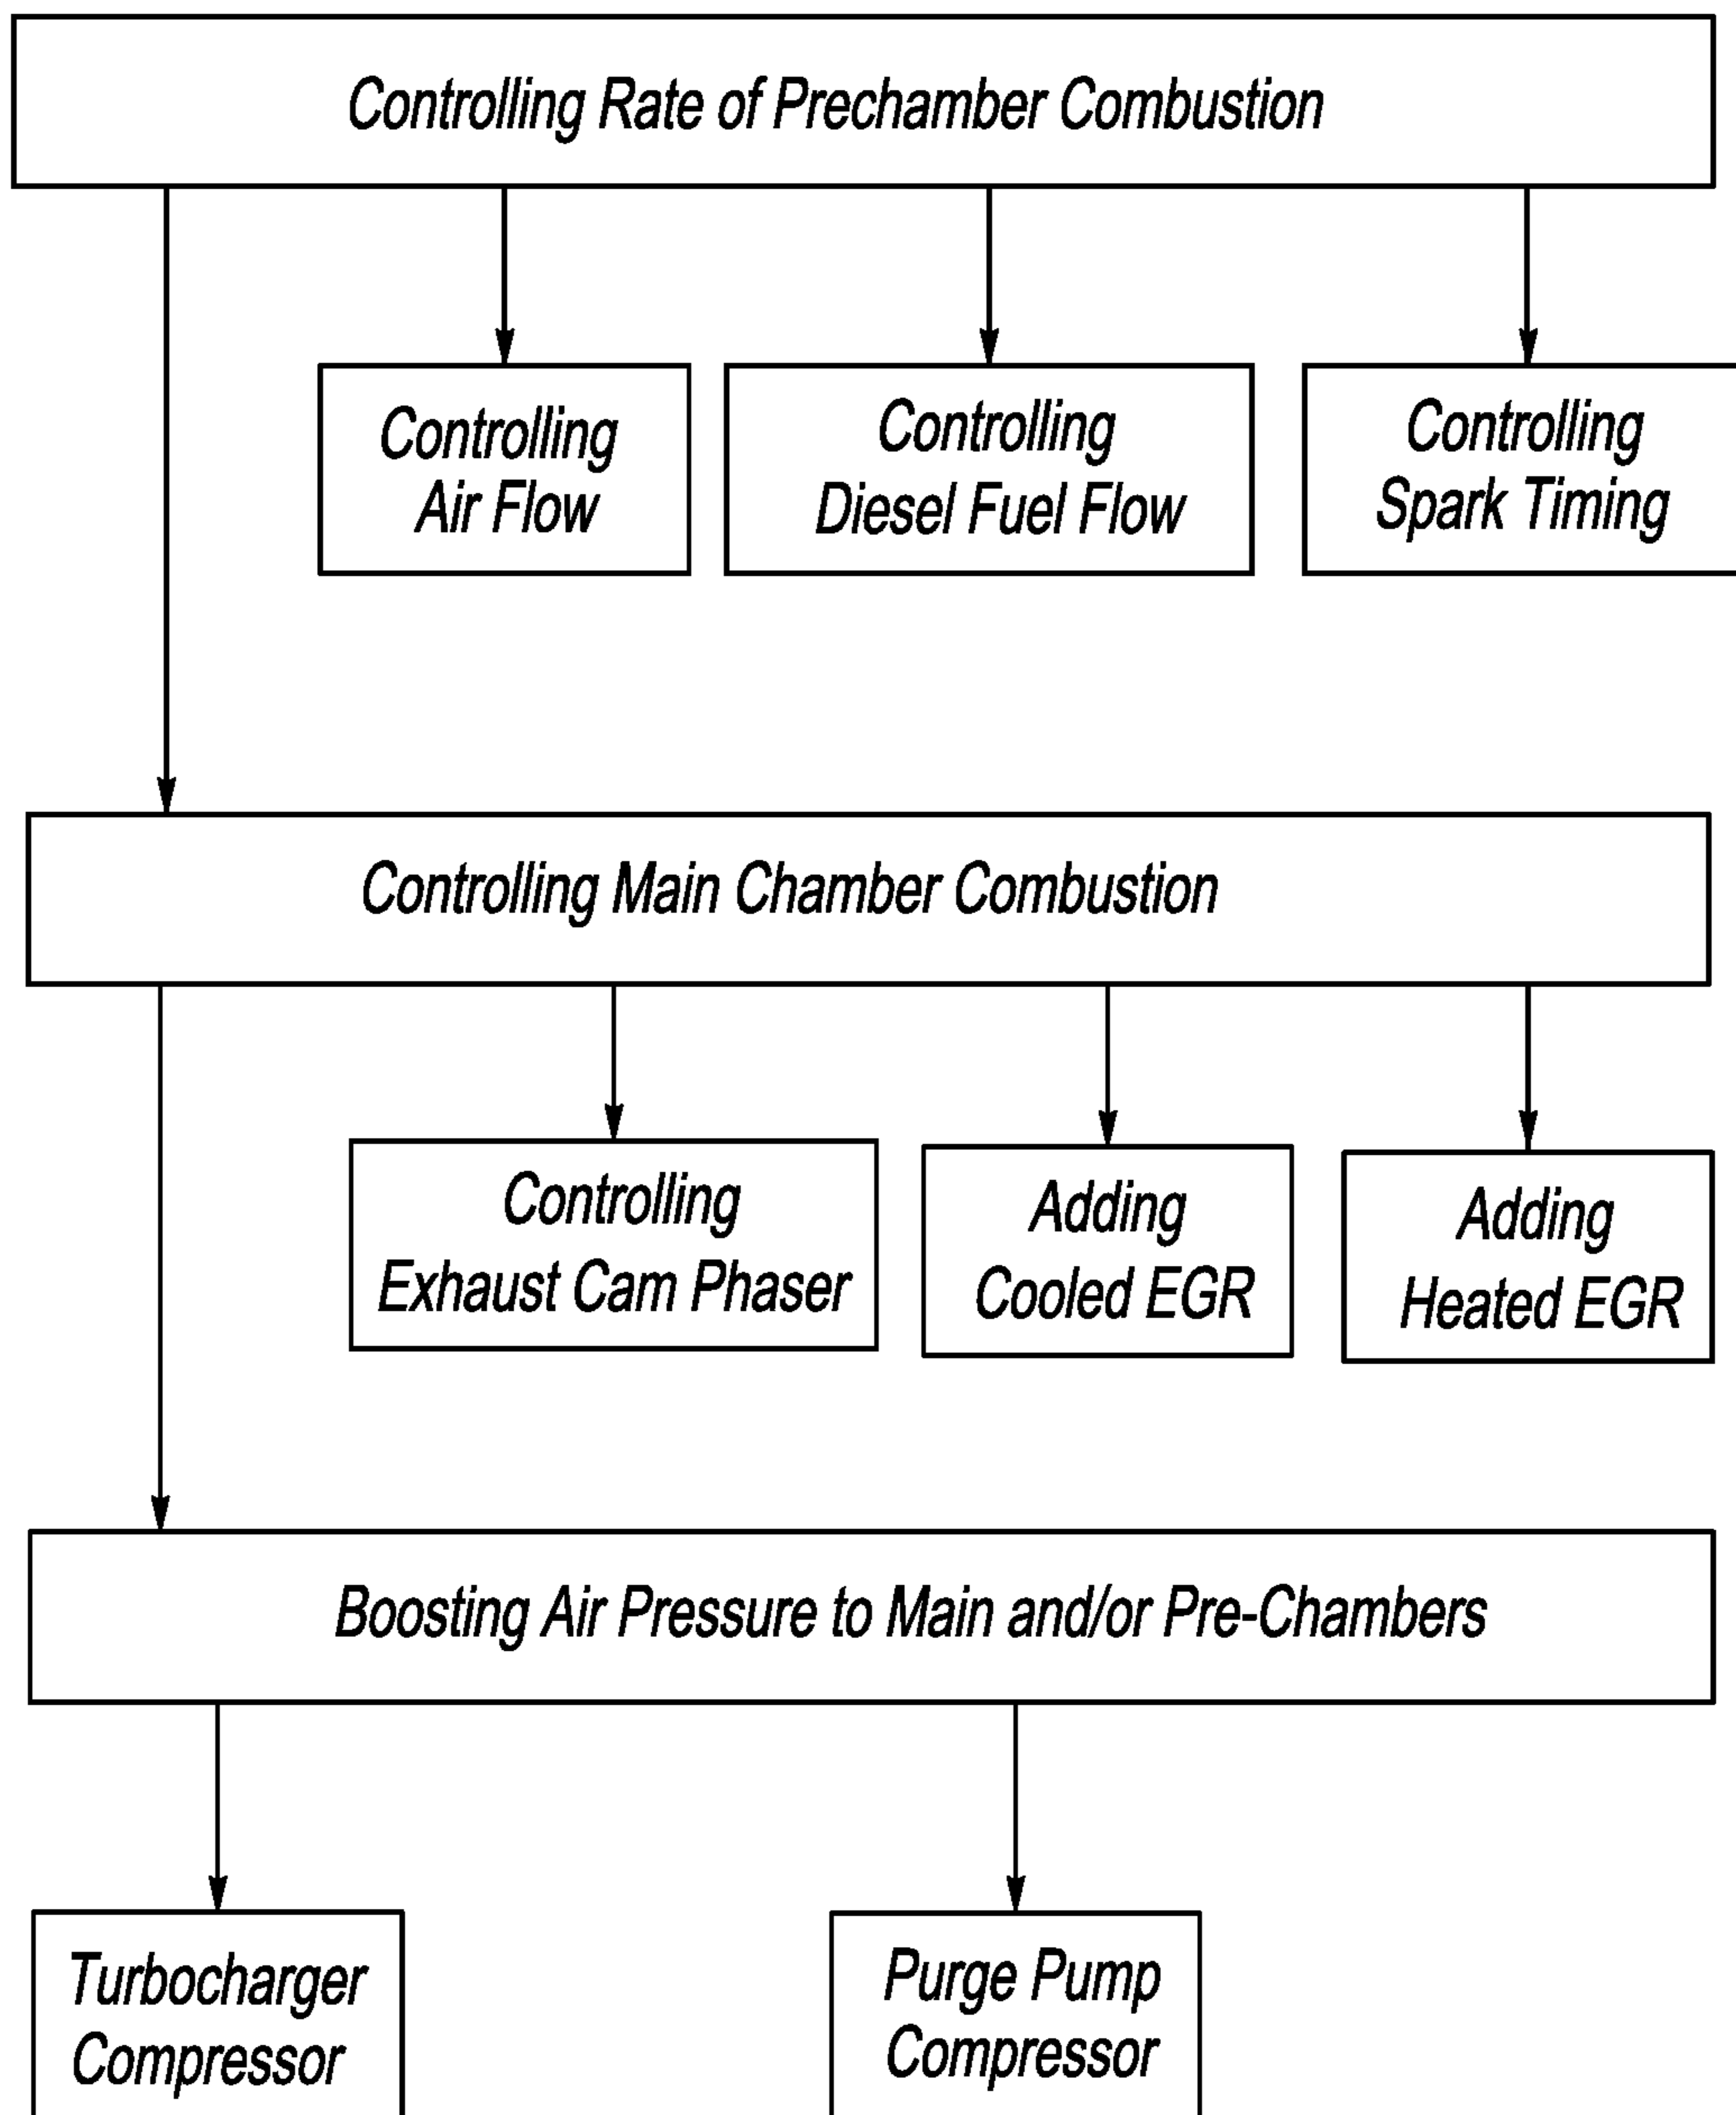 Controlling Rate of Prechamber Combustion
Controlling
Air Flow
Controlling
Diesel Fuel Flow
Controlling
Spark Timing
Controlling Main Chamber Combustion
Controlling
Exhaust Cam Phaser
Adding
Cooled EGR
Adding
Heated EGR
Boosting Air Pressure to Main and/or Pre-Chambers
Turbocharger
Compressor
Purge Pump
Compressor